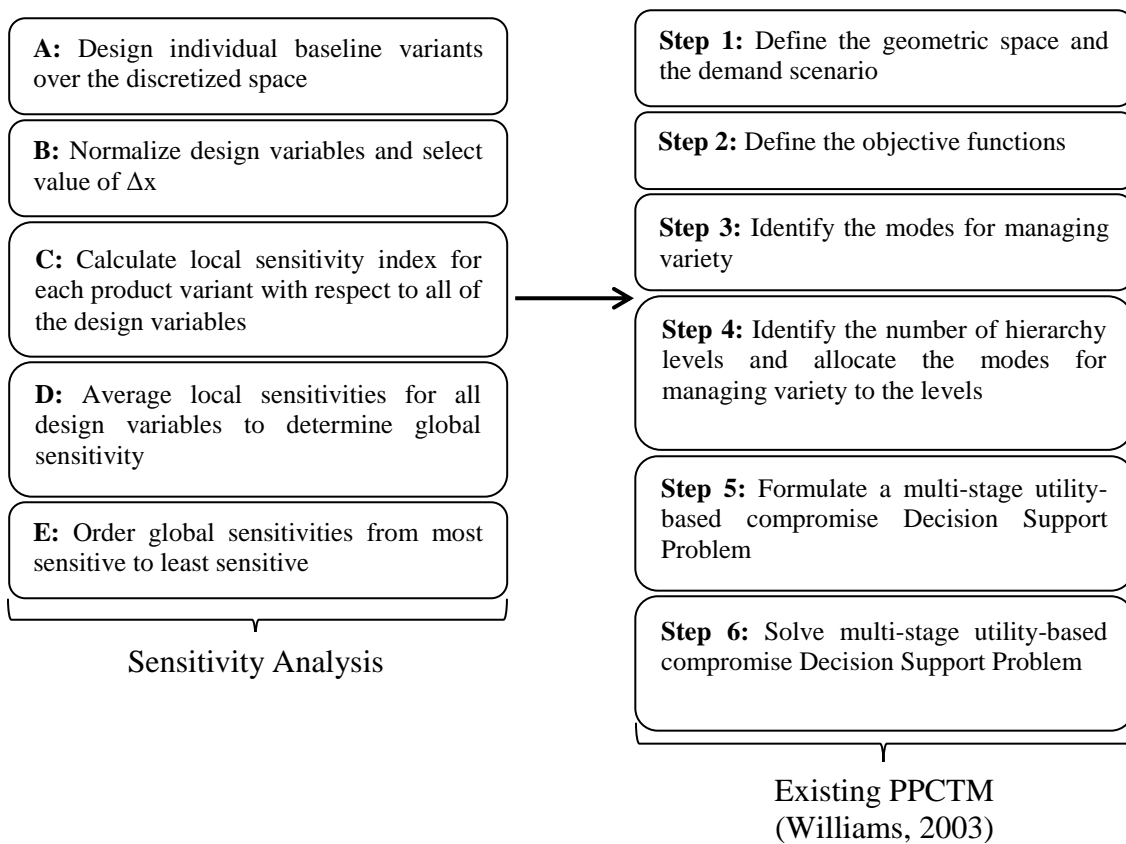 A: Design individual baseline variants
over the discretized space
B: Normalize design variables and select
value of Δx
C: Calculate local sensitivity index for
each product variant with respect to all of
the design variables
D: Average local sensitivities for all
design variables to determine global
sensitivity
E: Order global sensitivities from most
sensitive to least sensitive
Sensitivity Analysis
Step 1: Define the geometric space and
the demand scenario
Step 2: Define the objective functions
Step 3: Identify the modes for managing
variety
Step 4: Identify the number of hierarchy
levels and allocate the modes for
managing variety to the levels
Step 5: Formulate a multi-stage utility-
based compromise Decision Support
Problem
Step 6: Solve multi-stage utility-based
compromise Decision Support Problem
Existing PPCTM
(Williams, 2003)